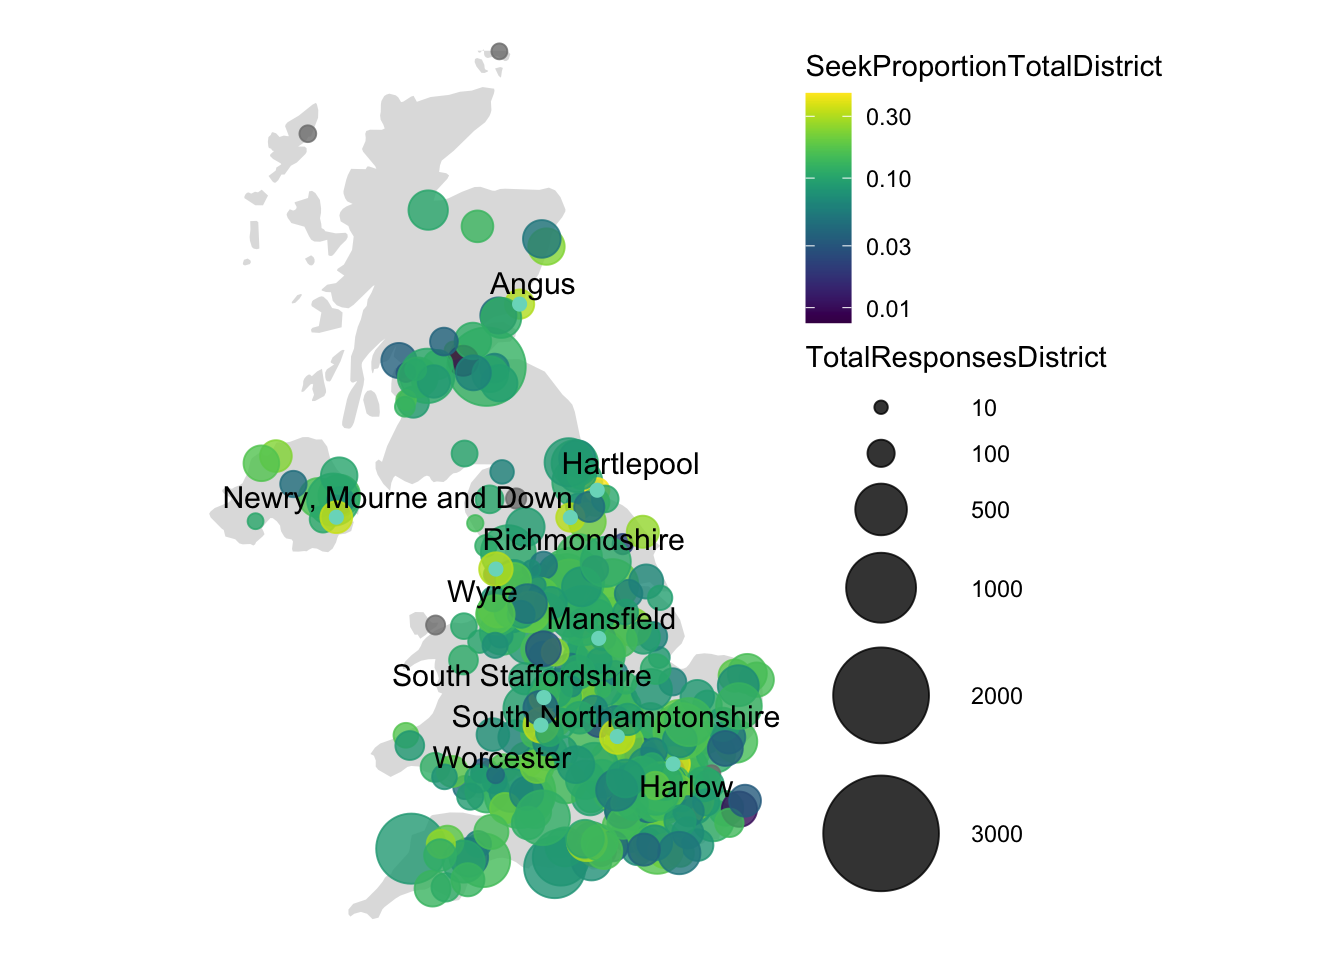 SeekProportionTotalDistrict
0.30
0.10
0.03
0.01
TotalResponsesDistrict
10
100
500
1000
2000
3000
Angus
Hartlepool
Newry, Mourne and Down
Richmondshire
Wyre
Mansfield
South Staffordshire
South Northamptonshire
Worcester
Harlow